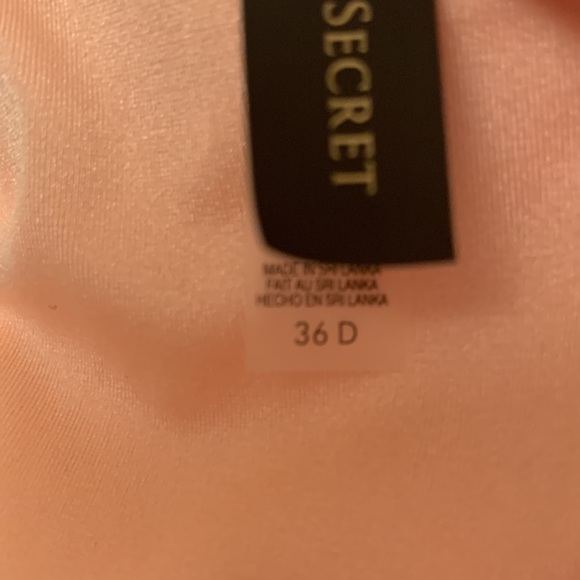 SECRET
MADE IN SRI LANKA
FAIT AU SRI LANKA
HECHO EN SRI LANKA
36 D